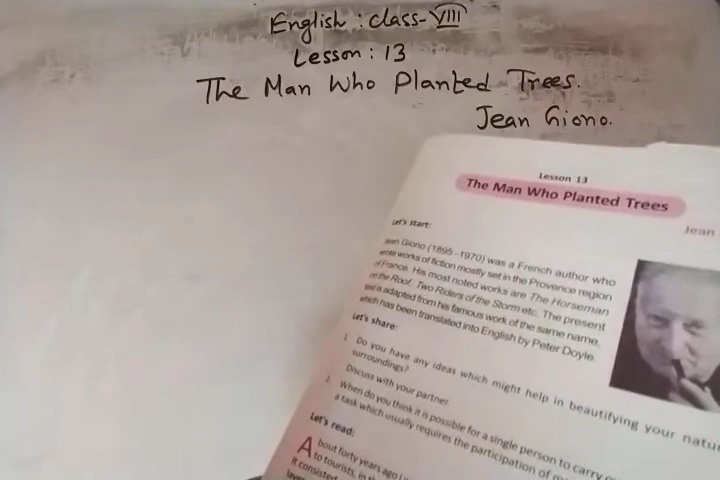 English : class-VIII
Lesson : 13
The Man Who Planted Trees.
Jean Giono.
Lesson 13
The Man Who Planted Trees
Jean
Let's start:
Jean Giono (1895-1970) was a French author who
wrote works of fiction mostly set in the Provence region
of France. His most noted works are The Horseman
on the Roof, Two Riders of the Storm etc. The present
text is adapted from his famous work of the same name,
which has been translated into English by Peter Doyle.
Let's share:
1. Do you have any ideas which might help in beautifying your natu
surroundings?
Discuss with your partner.
2. When do you think it is possible for a single person to carry
a task which usually requires the participation of
Let's read:
About forty years ago I
to tourists, in
It consisted